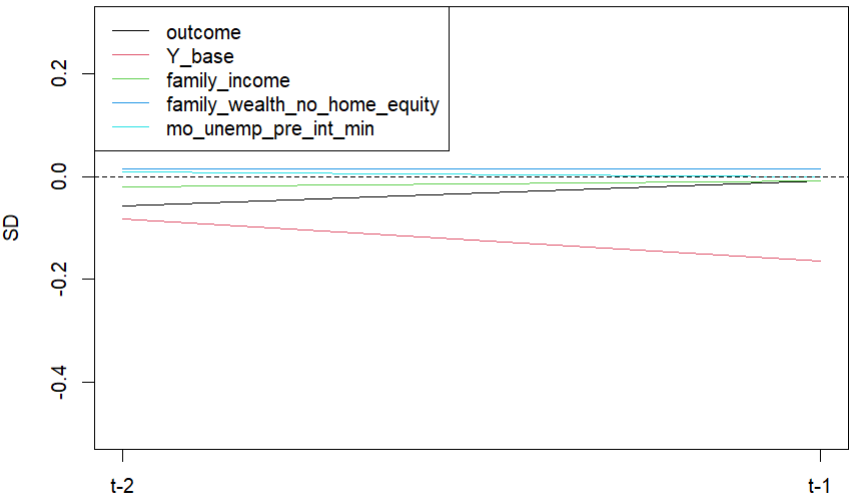 outcome
Y_base
family_income
family_wealth_no_home_equity
mo_unemp_pre_int_min
SD
0.2
0.0
-0.2
-0.4
t-2
t-1